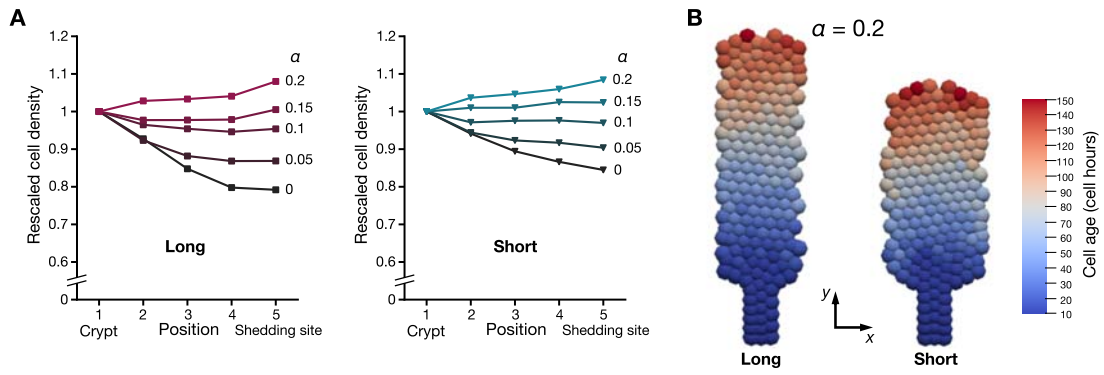 A
Rescaled cell density
1.2
1.1
1
0.9
0.8
0.7
0.6
0
α
0.2
0.15
0.1
0.05
0
Long
1 2 3 4 5
Crypt Position Shedding site
Rescaled cell density
1.2
1.1
1
0.9
0.8
0.7
0.6
0
α
0.2
0.15
0.1
0.05
0
Short
1 2 3 4 5
Crypt Position Shedding site
B
α = 0.2
y
x
Long
Short
150
140
130
120
110
100
90
80
70
60
50
40
30
20
10
Cell age (cell hours)